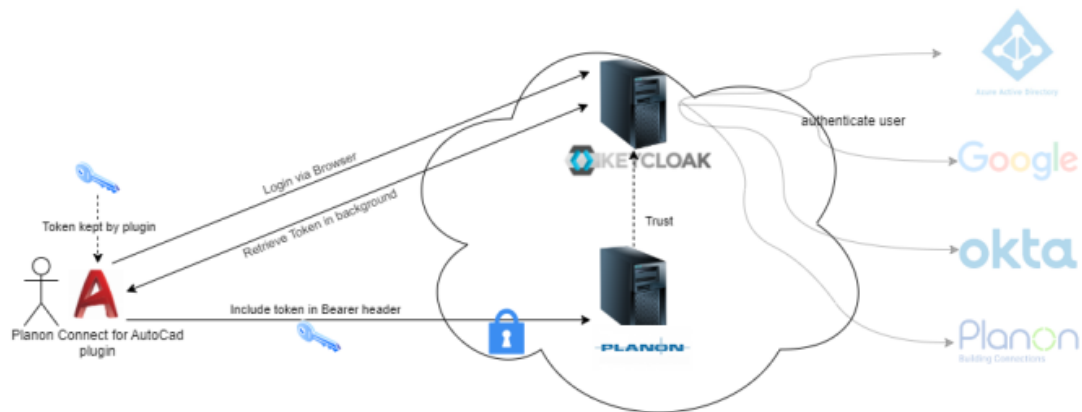 Azure Active Directory
authenticate user
KEYCLOAK
Google
Login via Browser
Token kept by plugin
Retrieve Token in background
Trust
okta
A
Include token in Bearer header
Planon Connect for AutoCad
plugin
PLANON
Planon
Building Connections